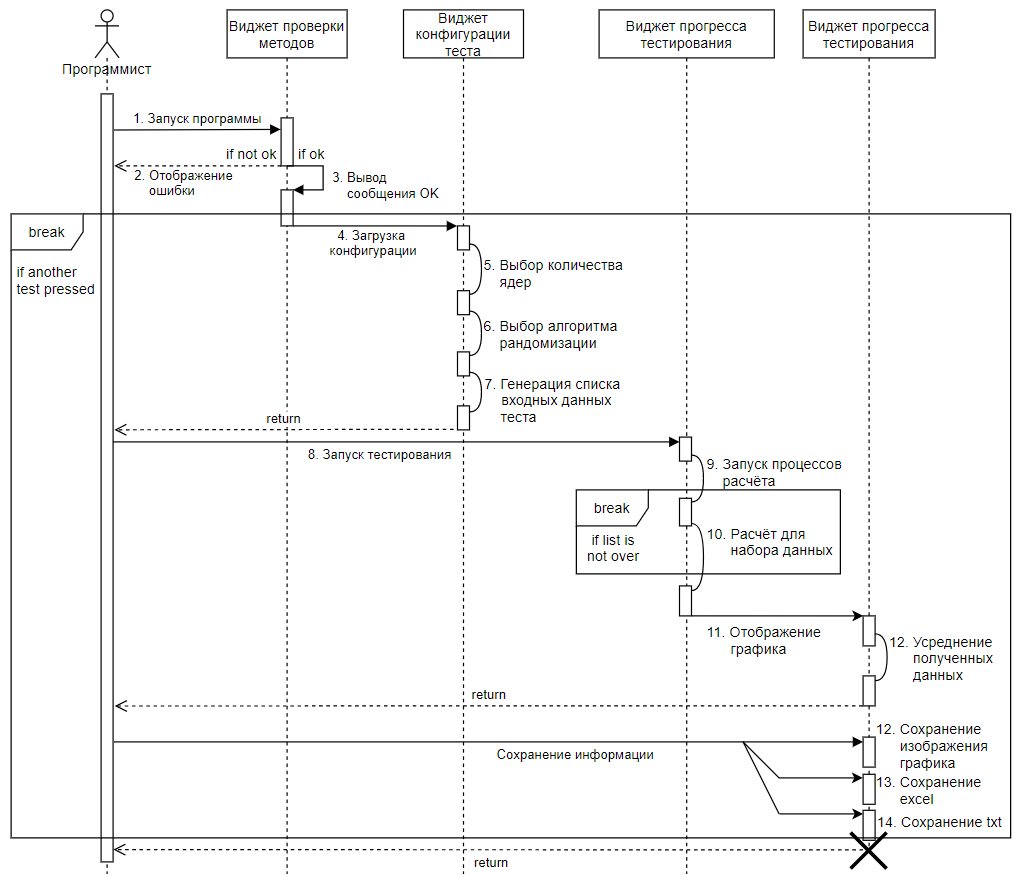 Виджет проверки
методов
Виджет
конфигурации
теста
Виджет прогресса
тестирования
Виджет прогресса
тестирования
Программист
1. Запуск программы
if not ok
if ok
2. Отображение
ошибки
3. Вывод
сообщения OK
break
if another
test pressed
4. Загрузка
конфигурации
5. Выбор количества
ядер
6. Выбор алгоритма
рандомизации
7. Генерация списка
входных данных
теста
return
8. Запуск тестирования
9. Запуск процессов
расчёта
break
if list is
not over
10. Расчёт для
набора данных
11. Отображение
графика
12. Усреднение
полученных
данных
return
12. Сохранение
изображения
графика
Сохранение информации
13. Сохранение
excel
14. Сохранение txt
return